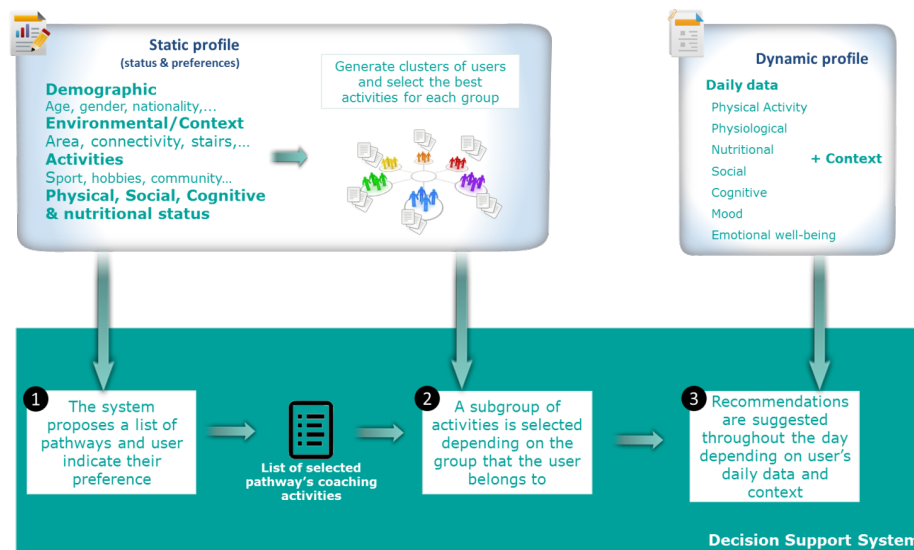 Static profile
(status & preferences)
Demographic
Age, gender, nationality,...
Environmental/Context
Area, connectivity, stairs,...
Activities
Sport, hobbies, community...
Physical, Social, Cognitive
& nutritional status
Generate clusters of users
and select the best
activities for each group
Dynamic profile
Daily data
Physical Activity
Physiological
Nutritional
Social
Cognitive
Mood
Emotional well-being
+ Context
1
The system
proposes a list of
pathways and user
indicate their
preference
List of selected
pathway's coaching
activities
2
A subgroup of
activities is selected
depending on the
group that the user
belongs to
3
Recommendations
are suggested
throughout the day
depending on user's
daily data and
context
Decision Support System